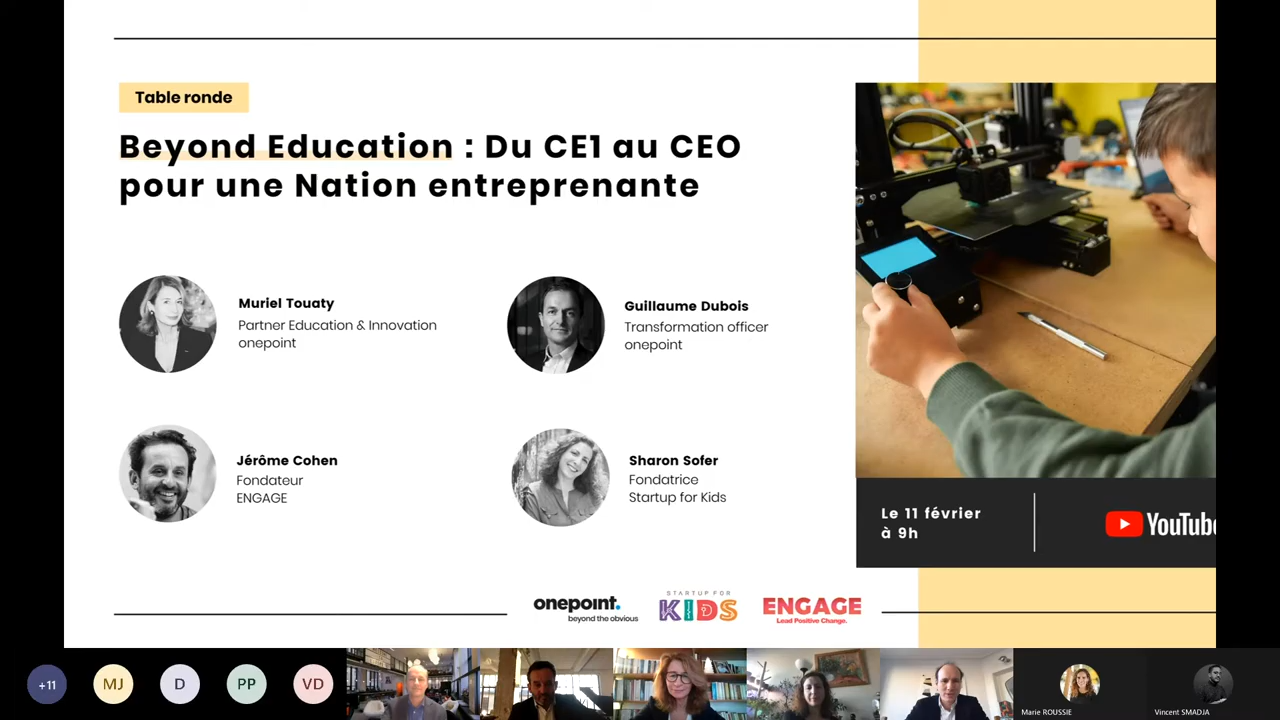 Table ronde
Beyond Education : Du CE1 au CEO
pour une Nation entreprenante
Muriel Touaty
Partner Education & Innovation
onepoint
Guillaume Dubois
Transformation officer
onepoint
Jérôme Cohen
Fondateur
ENGAGE
Sharon Sofer
Fondatrice
Startup for Kids
Le 11 février
à 9h
YouTube
onepoint.
beyond the obvious
STARTUP FOR
KIDS
ENGAGE
Lead Positive Change.
+11
MJ
D
PP
VD
Marie ROUSSIE
Vincent SMADJA